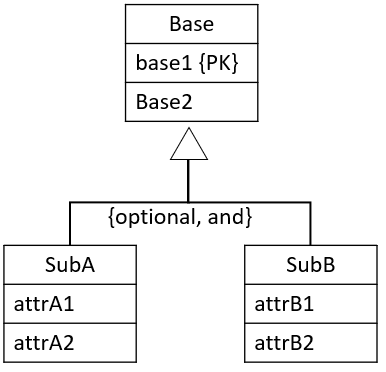 Base
base1 {PK}
Base2
{optional, and}
SubA
attrA1
attrA2
SubB
attrB1
attrB2